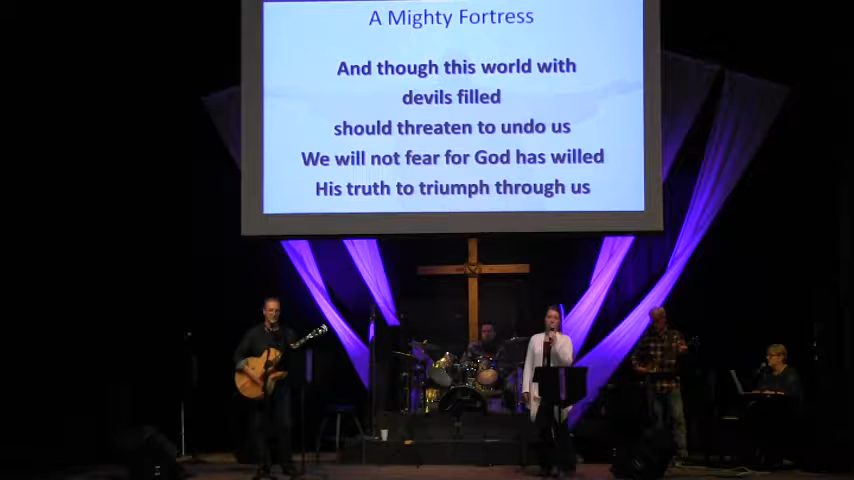 A Mighty Fortress
And though this world with
devils filled
should threaten to undo us
We will not fear for God has willed
His truth to triumph through us